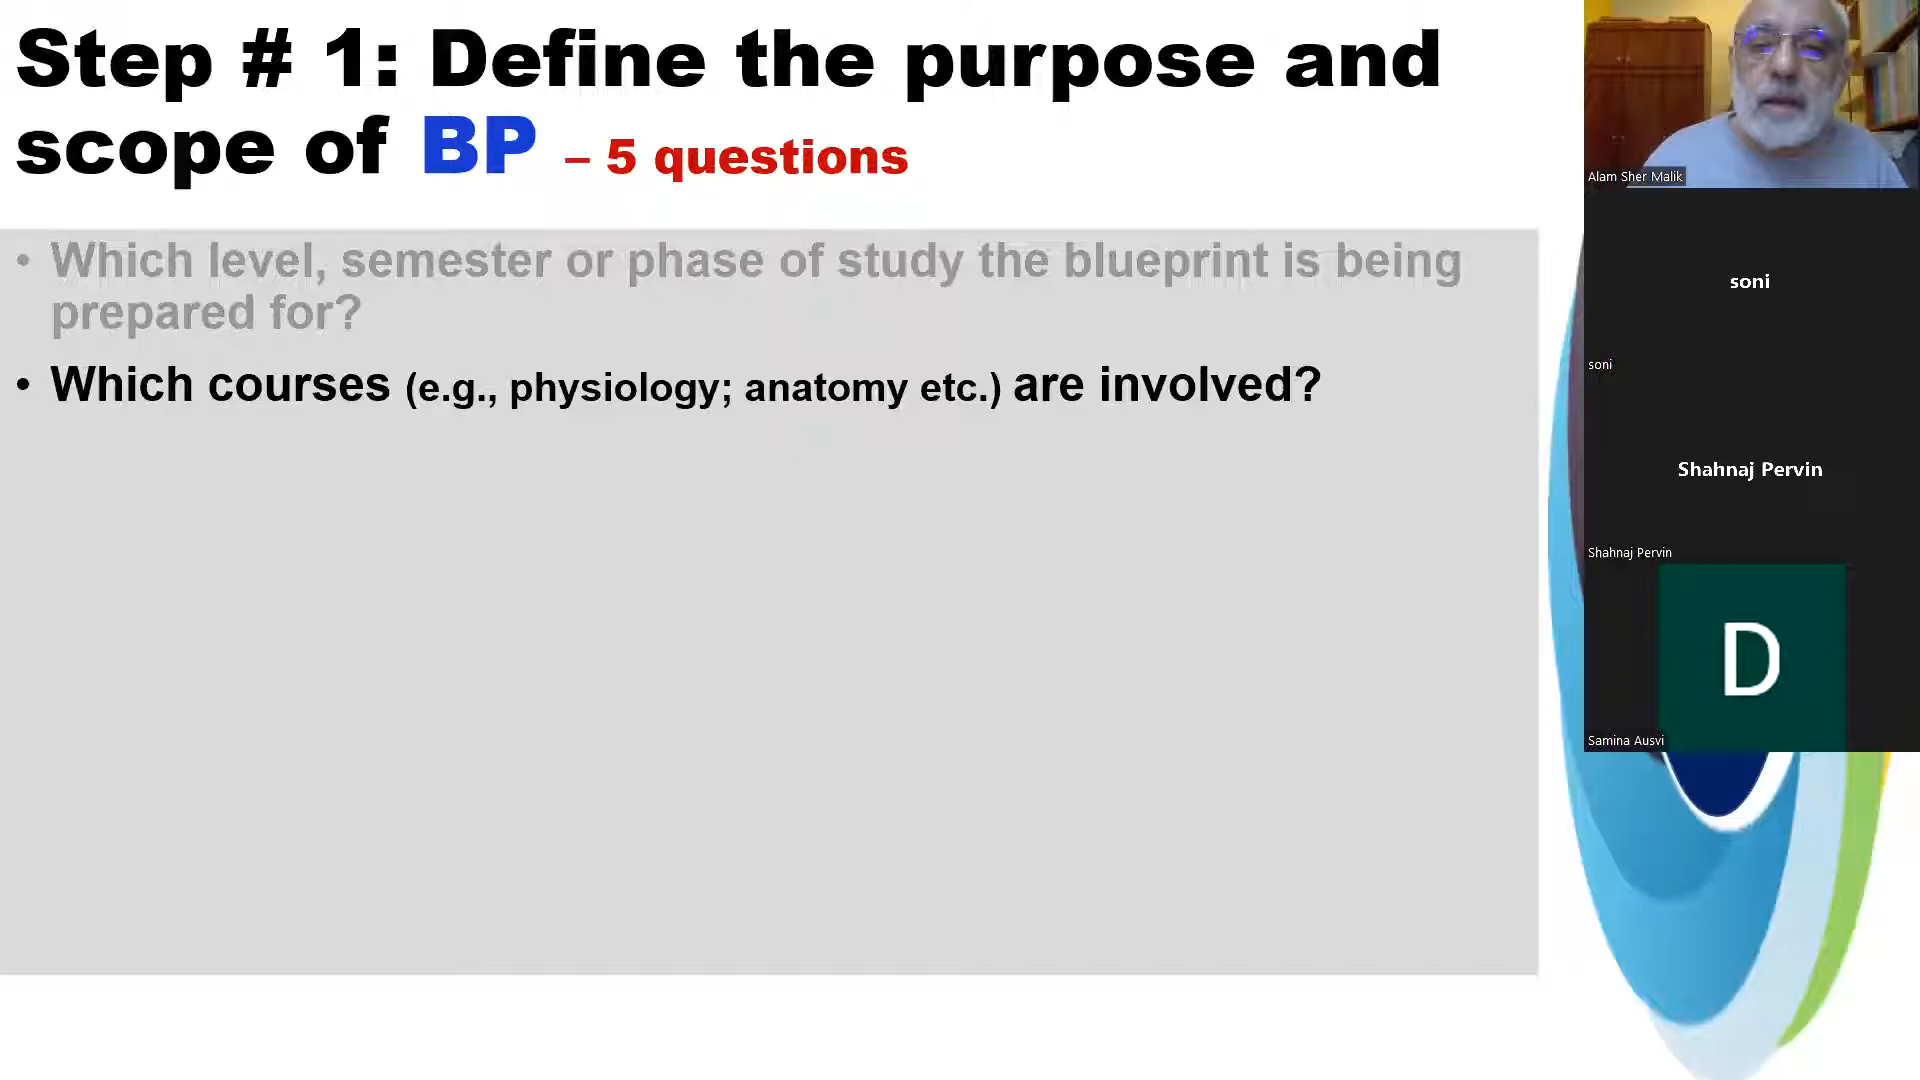 Step # 1: Define the purpose and
scope of BP – 5 questions
• Which level, semester or phase of study the blueprint is being
prepared for?
• Which courses (e.g., physiology; anatomy etc.) are involved?
Alam Sher Malik
soni
soni
Shahnaj Pervin
Shahnaj Pervin
D
Samina Ausvi